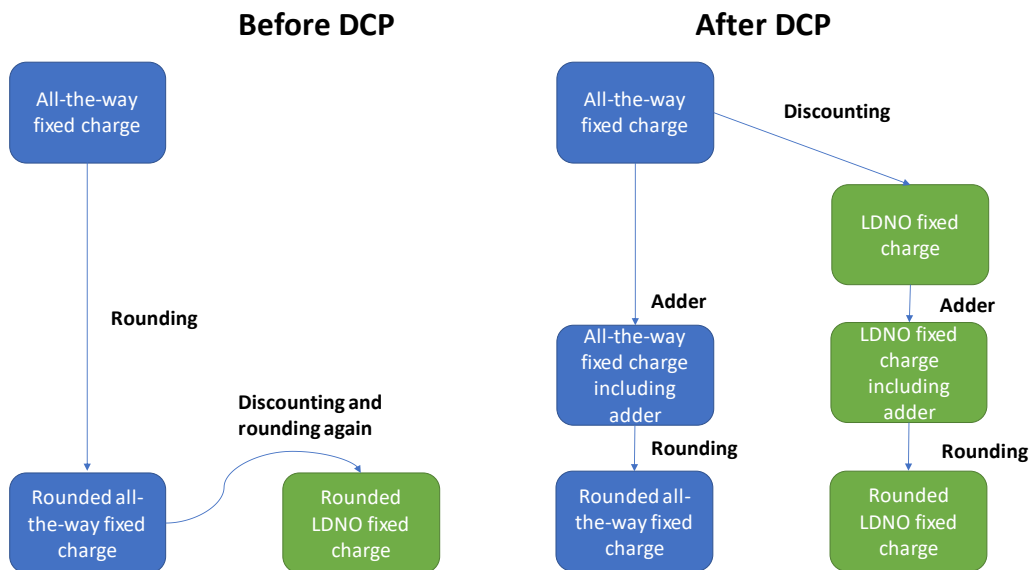 Before DCP
All-the-way
fixed charge
Rounding
Discounting and
rounding again
Rounded all-
the-way fixed
charge
Rounded
LDNO fixed
charge
After DCP
All-the-way
fixed charge
Discounting
LDNO fixed
charge
Adder
Adder
All-the-way
fixed charge
including
adder
LDNO fixed
charge
including
adder
Rounding
Rounding
Rounded all-
the-way fixed
charge
Rounded
LDNO fixed
charge